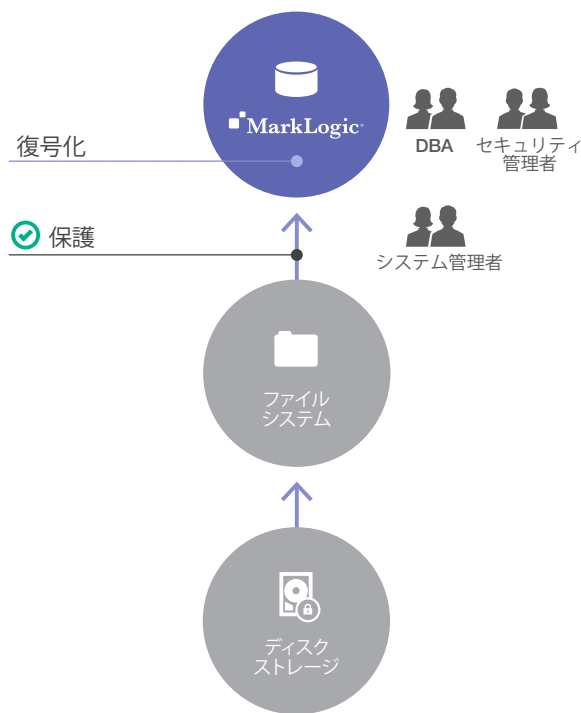 MarkLogic®
DBA
セキュリティ
管理者
復号化
保護
システム管理者
ファイル
システム
ディスク
ストレージ